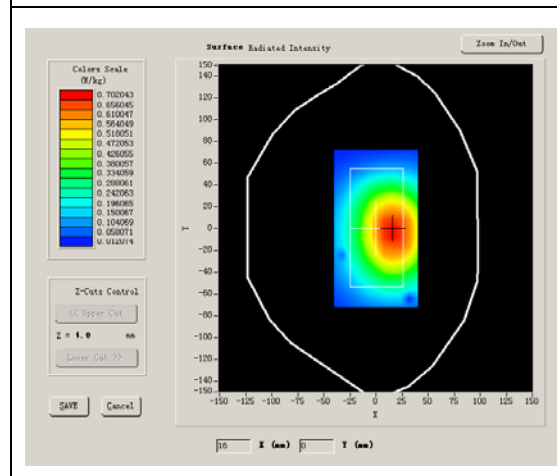 Surface Radiated Intensity
Zoom In/Out
Colors Scale
(W/kg)
0.702043
0.656045
0.610047
0.564049
0.518051
0.472053
0.426055
0.380057
0.334059
0.288061
0.242063
0.196065
0.150067
0.104069
0.058071
0.012074
Z-Cuts Control
<< Upper Cut
Z = 4.0 mm
Lower Cut >>
SAVE Cancel
150
140
120
100
80
60
40
20
0
-20
-40
-60
-80
-100
-120
-140
-150
Y
-150 -125 -100 -75 -50 -25 0 25 50 75 100 125 150
X
16 X (mm) 0 Y (mm)